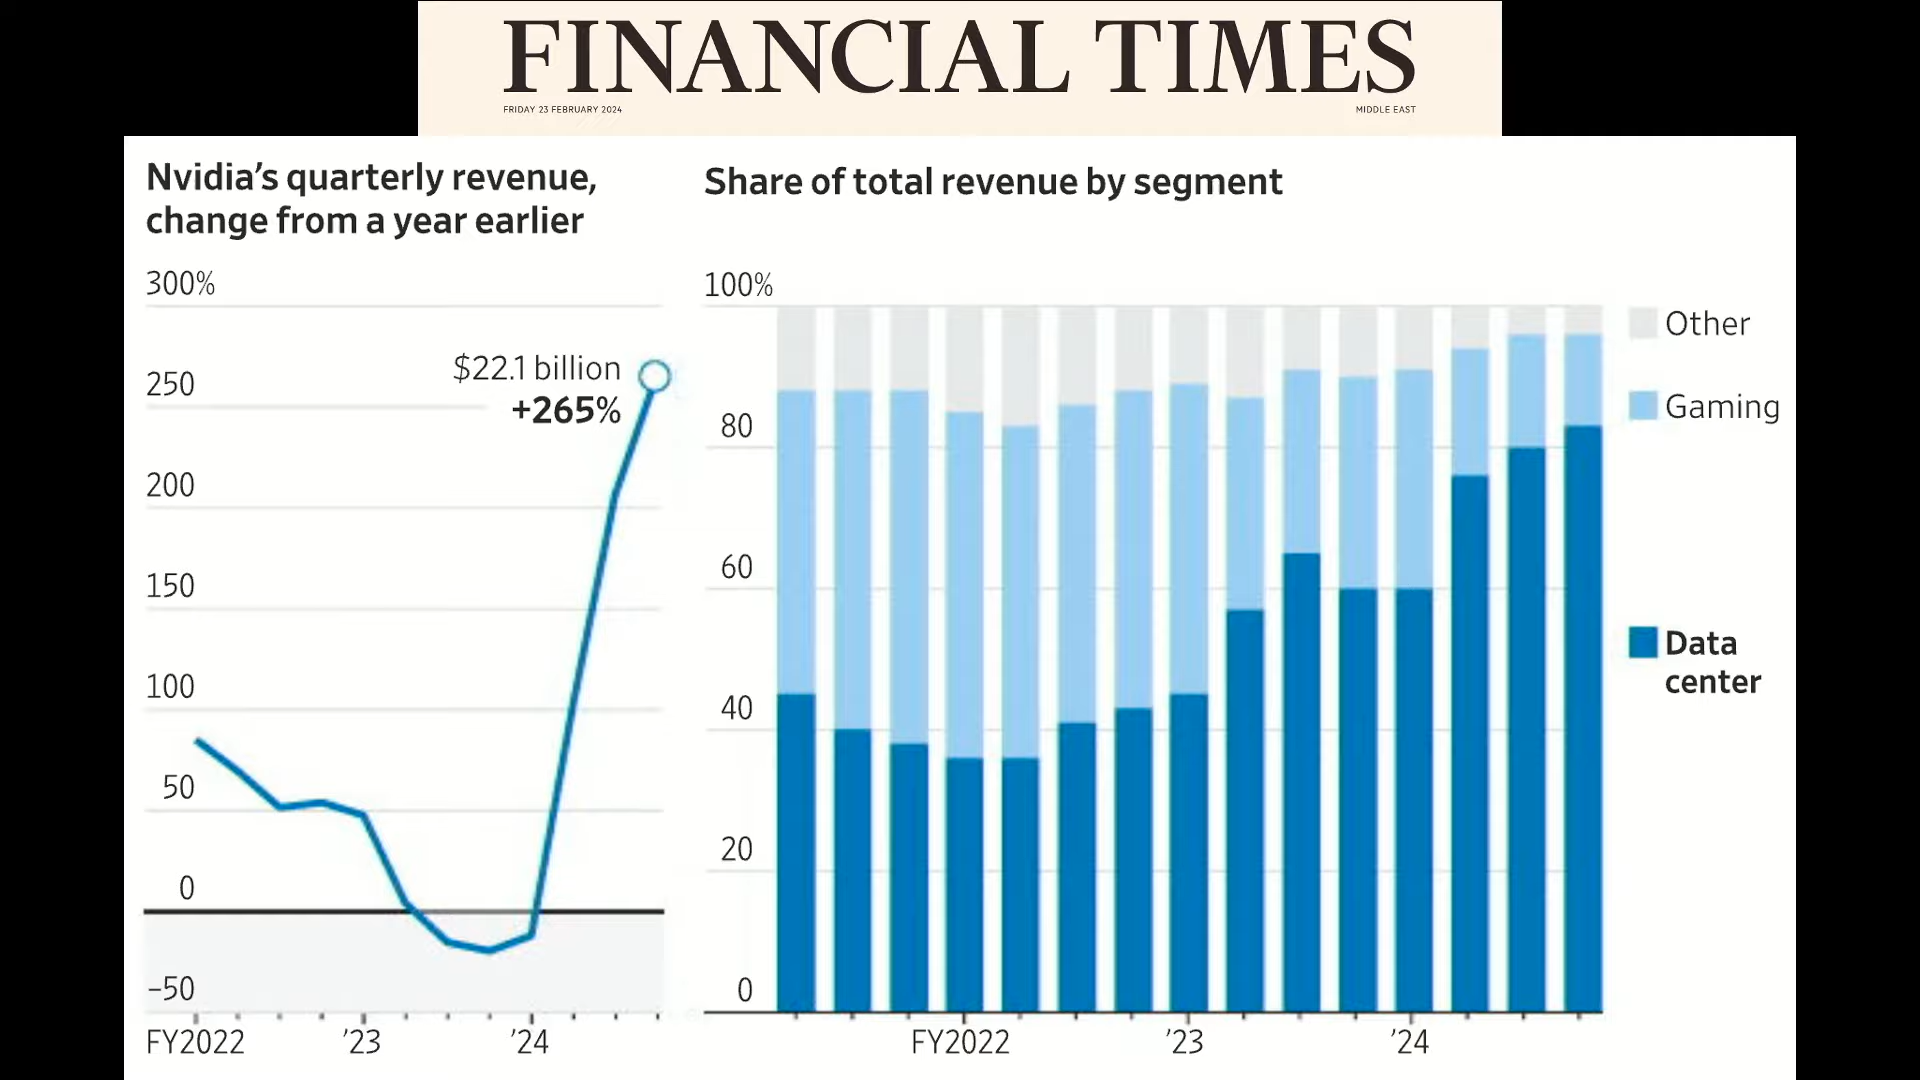 FINANCIAL TIMES
FRIDAY 23 FEBRUARY 2024
MIDDLE EAST
Nvidia’s quarterly revenue,
change from a year earlier
300%
250
200
150
100
50
0
–50
$22.1 billion
+265%
FY2022
’23
’24
Share of total revenue by segment
100%
80
60
40
20
0
FY2022
’23
’24
Other
Gaming
Data
center